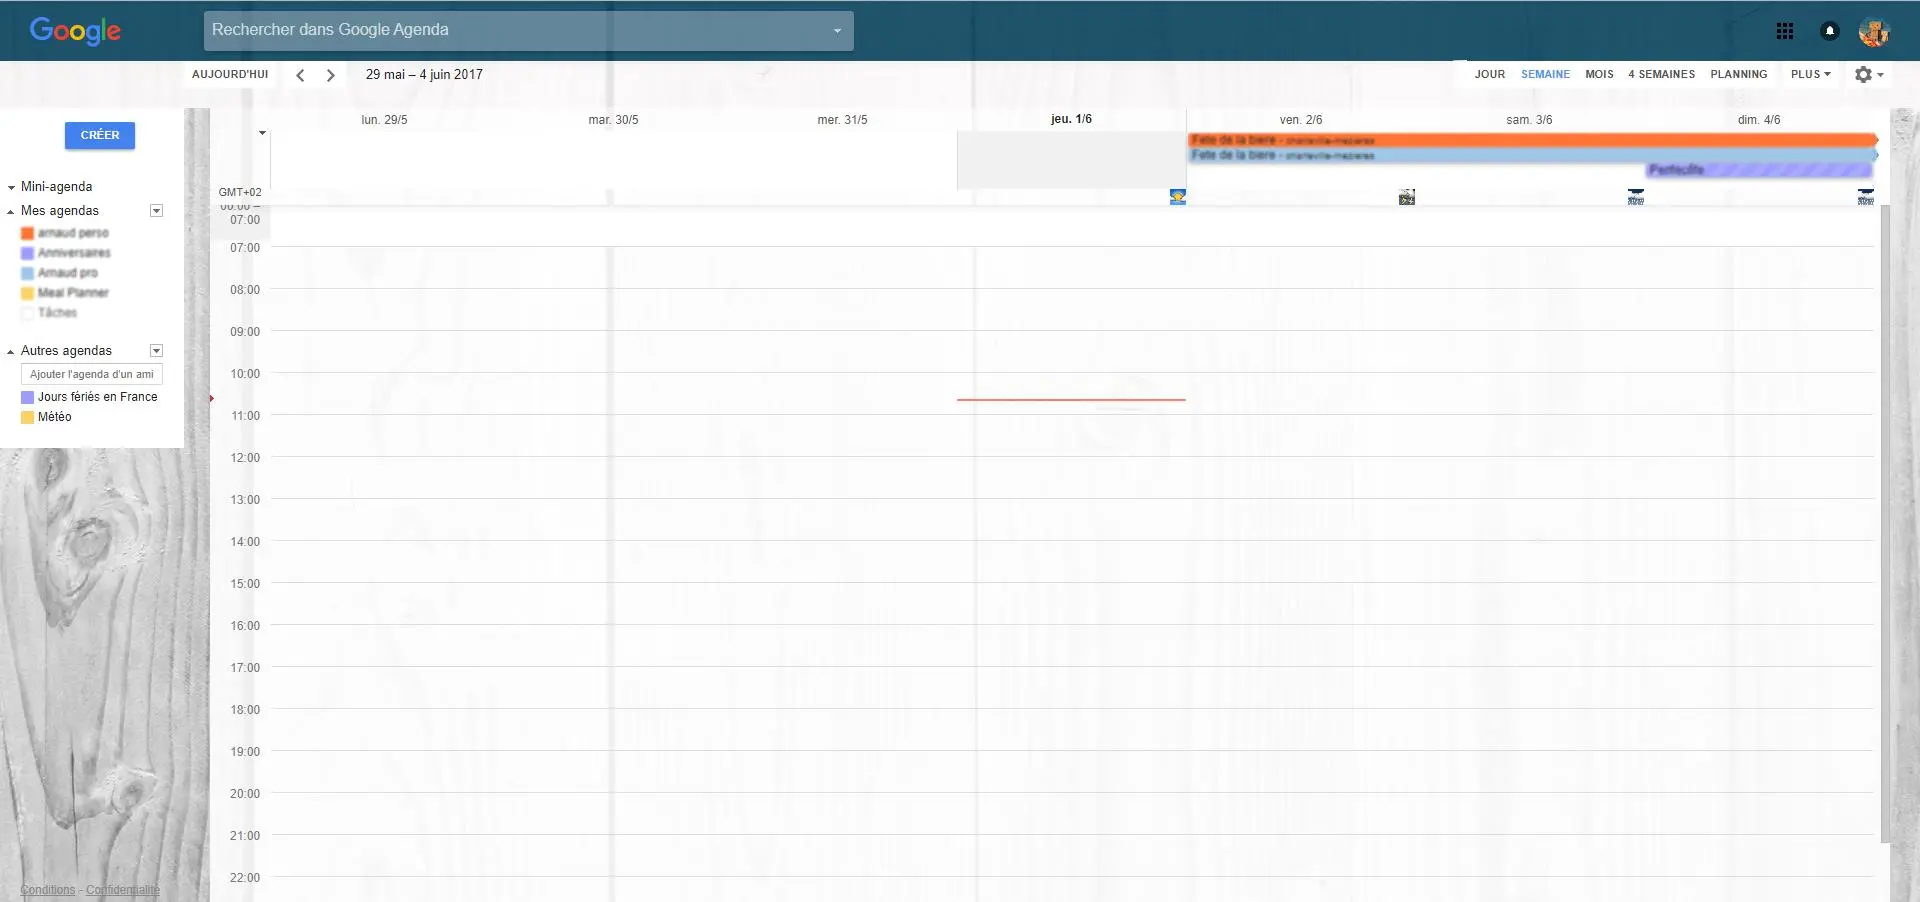 Google
Rechercher dans Google Agenda
AUJOURD'HUI
29 mai – 4 juin 2017
JOUR SEMAINE MOIS 4 SEMAINES PLANNING PLUS
CRÉER
Mini-agenda
Mes agendas
arnaud perso
Anniversaires
Arnaud pro
Meal Planner
Tâches
Autres agendas
Ajouter l'agenda d'un ami
Jours fériés en France
Météo
Conditions - Confidentialité
lun. 29/5 mar. 30/5 mer. 31/5 jeu. 1/6 ven. 2/6 sam. 3/6 dim. 4/6
Fete de la biere - charleville-mezieres
Fete de la biere - charleville-mezieres
GMT+02
00:00 –
07:00
07:00
08:00
09:00
10:00
11:00
12:00
13:00
14:00
15:00
16:00
17:00
18:00
19:00
20:00
21:00
22:00